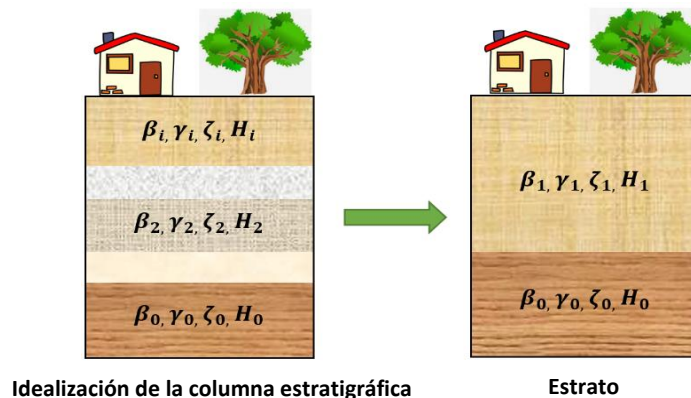 βᵢ, γᵢ, ζᵢ, Hᵢ
β₂, γ₂, ζ₂, H₂
β₀, γ₀, ζ₀, H₀
Idealización de la columna estratigráfica
β₁, γ₁, ζ₁, H₁
β₀, γ₀, ζ₀, H₀
Estrato